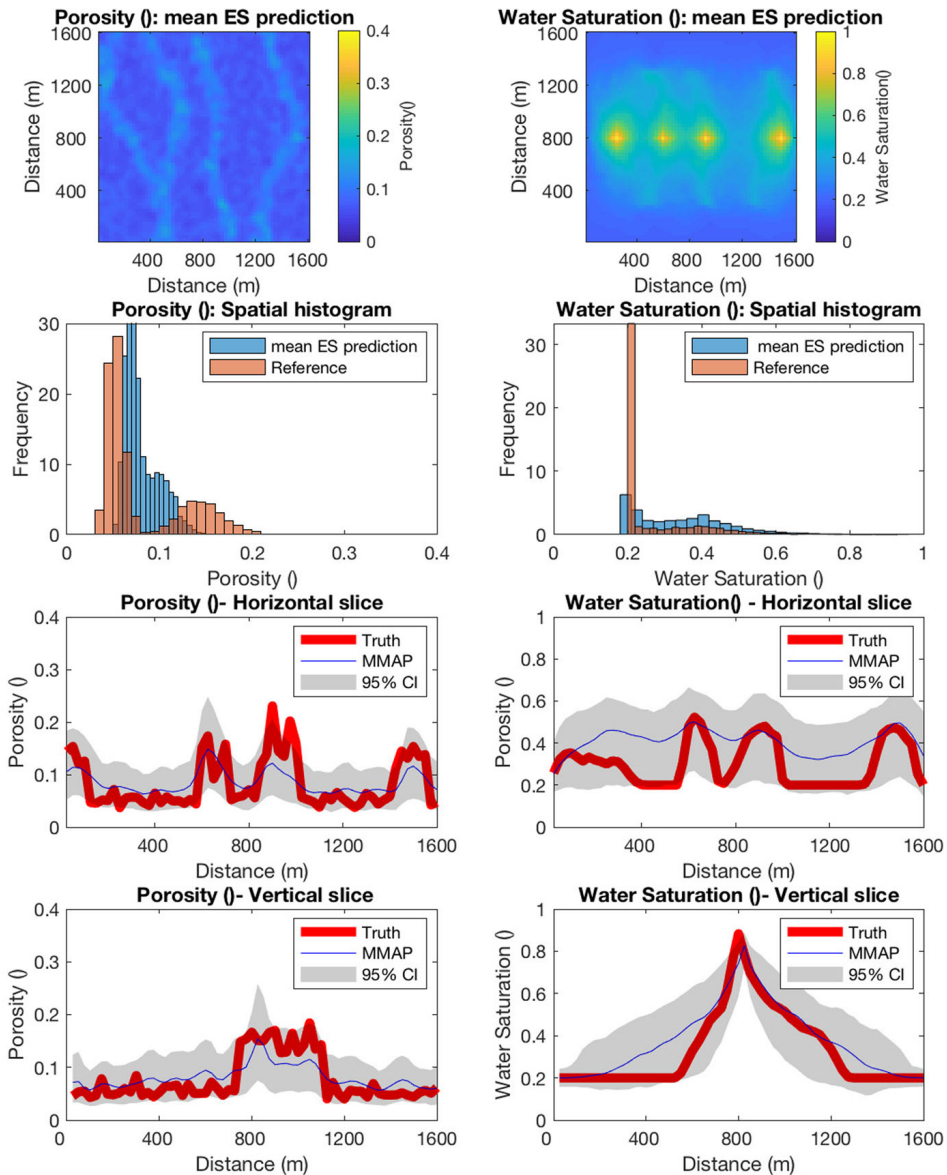 Porosity (): mean ES prediction
Water Saturation (): mean ES prediction
1600
1200
800
400
Distance (m)
400 800 1200 1600
Distance (m)
0.4
0.3
0.2
0.1
0
Porosity()
1600
1200
800
400
Distance (m)
400 800 1200 1600
Distance (m)
1
0.8
0.6
0.4
0.2
0
Water Saturation()
Porosity (): Spatial histogram
30
20
10
0
Frequency
mean ES prediction
Reference
0 0.1 0.2 0.3 0.4
Porosity ()
Water Saturation (): Spatial histogram
30
20
10
0
Frequency
mean ES prediction
Reference
0 0.2 0.4 0.6 0.8 1
Water Saturation ()
Porosity ()- Horizontal slice
0.4
0.3
0.2
0.1
0
Porosity ()
Truth
MMAP
95% CI
400 800 1200 1600
Distance (m)
Water Saturation() - Horizontal slice
1
0.8
0.6
0.4
0.2
0
Porosity ()
Truth
MMAP
95% CI
400 800 1200 1600
Distance (m)
Porosity ()- Vertical slice
0.4
0.3
0.2
0.1
0
Porosity ()
Truth
MMAP
95% CI
0 400 800 1200 1600
Distance (m)
Water Saturation ()- Vertical slice
1
0.8
0.6
0.4
0.2
0
Water Saturation ()
Truth
MMAP
95% CI
0 400 800 1200 1600
Distance (m)